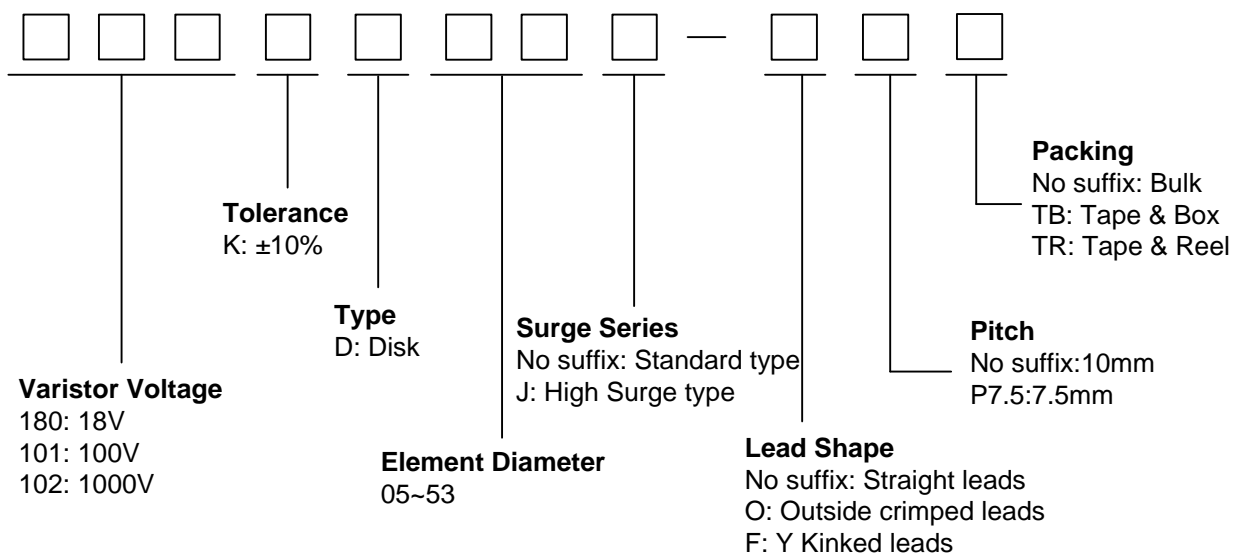 Varistor Voltage
180: 18V
101: 100V
102: 1000V
Tolerance
K: ±10%
Type
D: Disk
Element Diameter
05~53
Surge Series
No suffix: Standard type
J: High Surge type
Lead Shape
No suffix: Straight leads
O: Outside crimped leads
F: Y Kinked leads
Pitch
No suffix:10mm
P7.5:7.5mm
Packing
No suffix: Bulk
TB: Tape & Box
TR: Tape & Reel